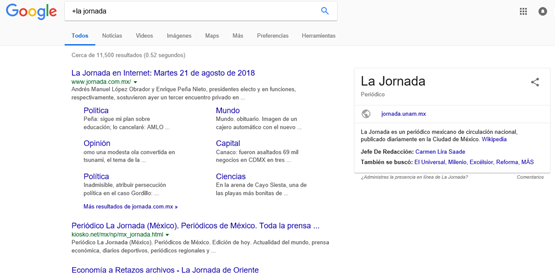 Google
+la jornada
Todos Noticias Vídeos Imágenes Maps Más Preferencias Herramientas
Cerca de 11,500 resultados (0.52 segundos)
La Jornada en Internet: Martes 21 de agosto de 2018
www.jornada.com.mx/
Andrés Manuel López Obrador y Enrique Peña Nieto, presidentes electo y en funciones,
respectivamente, sostuvieron ayer un tercer encuentro privado en ...
Política
Peña: sigue mi plan sobre
educación; lo cancelaré: AMLO ...
Mundo
Mundo. obituario. Imagen de un
cajero automático con el nuevo ...
Opinión
omo una modesta ola convertida en
tsunami, el tema de la ...
Capital
Canaco: fueron asaltados 69 mil
negocios en CDMX en tres ...
Política
Inadmisible, atribuir persecución
política en el caso Gordillo: ...
Ciencias
En la arena de Cayo Siesta, una de
las playas más bonitas de ...
Más resultados de jornada.com.mx »
Periódico La Jornada (México). Periódicos de México. Toda la prensa ...
kiosko.net/mx/np/mx_jornada.html
Periódico La Jornada (México). Periódicos de México. Edición de hoy. Actualidad del mundo, prensa
económica, diarios deportivos, periódicos regionales y ...
Economía a Retazos archivos - La Jornada de Oriente
La Jornada
Periódico
jornada.unam.mx
La Jornada es un periódico mexicano de circulación nacional,
publicado diariamente en la Ciudad de México. Wikipedia
Jefe De Redacción: Carmen Lira Saade
También se buscó: El Universal, Milenio, Excélsior, Reforma, MÁS
¿Administras la presencia en línea de La Jornada? Comentarios